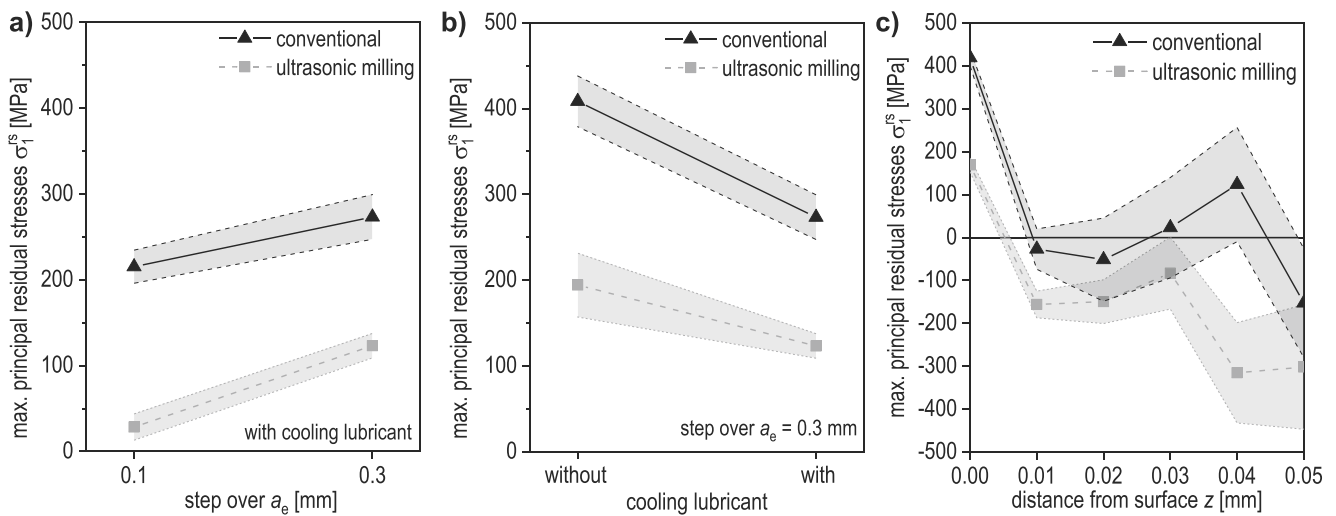 a)
500
400
300
200
100
0
max. principal residual stresses σ₁ʳˢ [MPa]
conventional
ultrasonic milling
with cooling lubricant
0.1
0.3
step over aₑ [mm]
b)
500
400
300
200
100
0
max. principal residual stresses σ₁ʳˢ [MPa]
conventional
ultrasonic milling
step over aₑ = 0.3 mm
without
with
cooling lubricant
c)
500
400
300
200
100
0
-100
-200
-300
-400
-500
max. principal residual stresses σ₁ʳˢ [MPa]
conventional
ultrasonic milling
0.00
0.01
0.02
0.03
0.04
0.05
distance from surface z [mm]